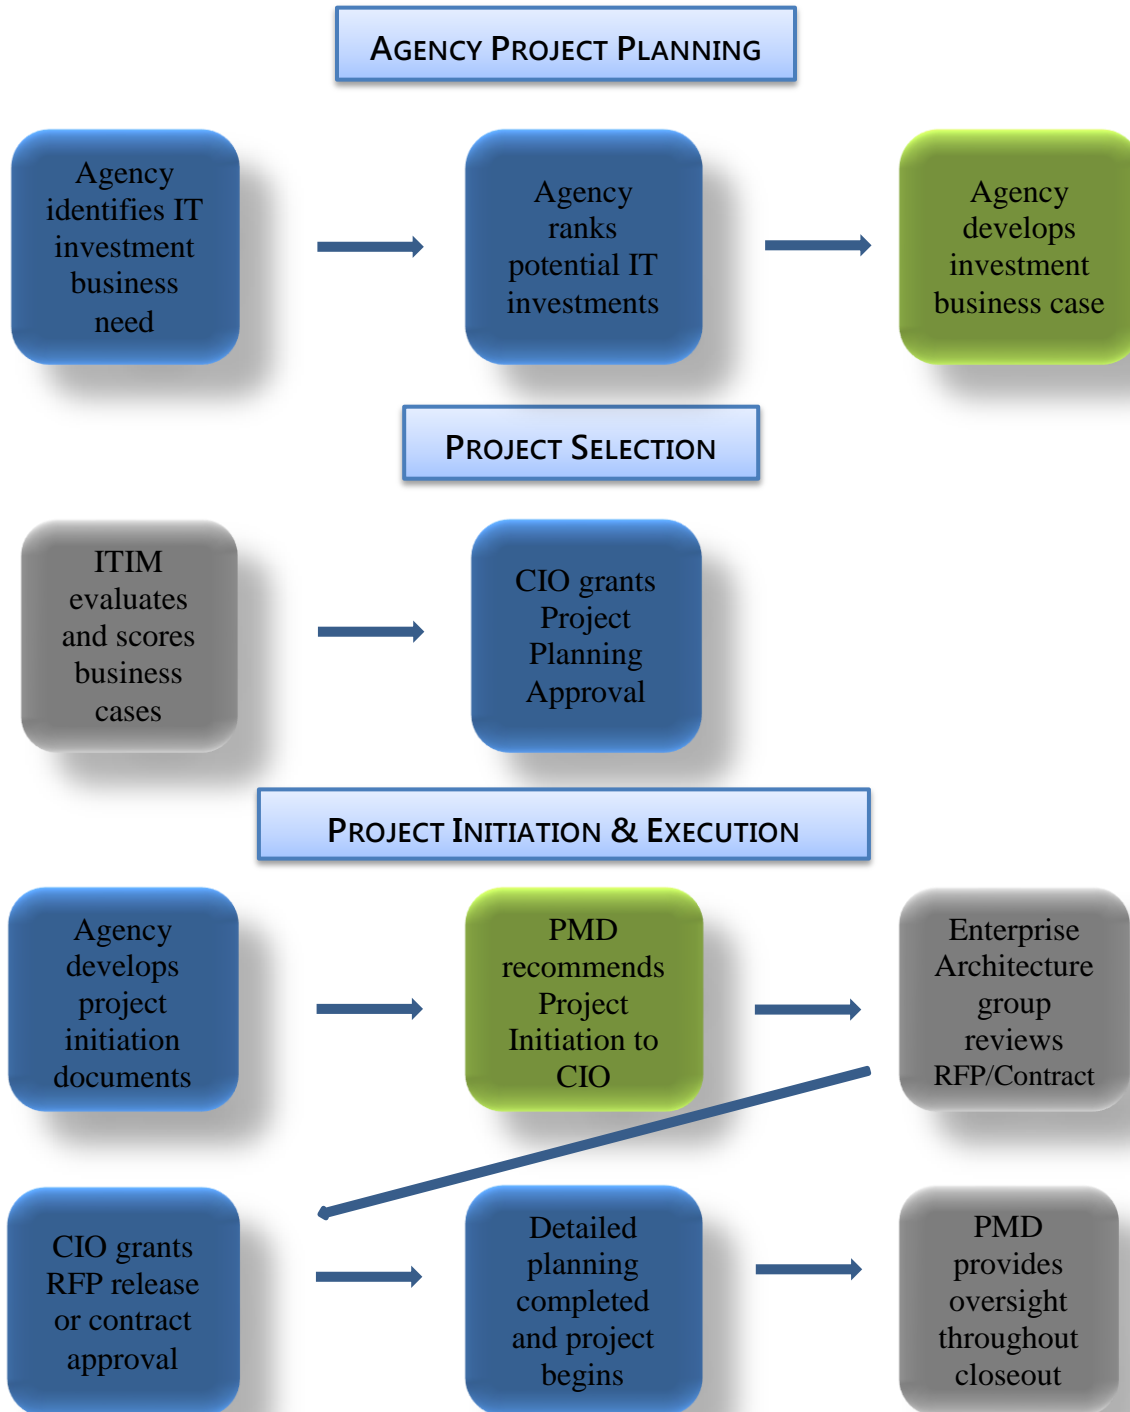 AGENCY PROJECT PLANNING
Agency
identifies IT
investment
business
need
Agency
ranks
potential IT
investments
Agency
develops
investment
business case
PROJECT SELECTION
ITIM
evaluates
and scores
business
cases
CIO grants
Project
Planning
Approval
PROJECT INITIATION & EXECUTION
Agency
develops
project
initiation
documents
PMD
recommends
Project
Initiation to
CIO
Enterprise
Architecture
group
reviews
RFP/Contract
CIO grants
RFP release
or contract
approval
Detailed
planning
completed
and project
begins
PMD
provides
oversight
throughout
closeout